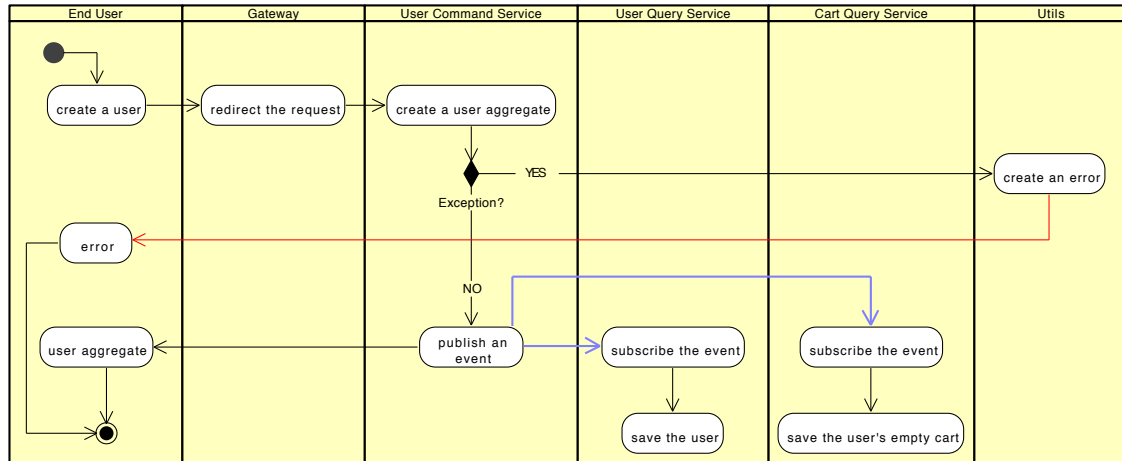 End User
Gateway
User Command Service
User Query Service
Cart Query Service
Utils
create a user
redirect the request
create a user aggregate
YES
create an error
Exception?
error
NO
user aggregate
publish an
event
subscribe the event
subscribe the event
save the user
save the user's empty cart